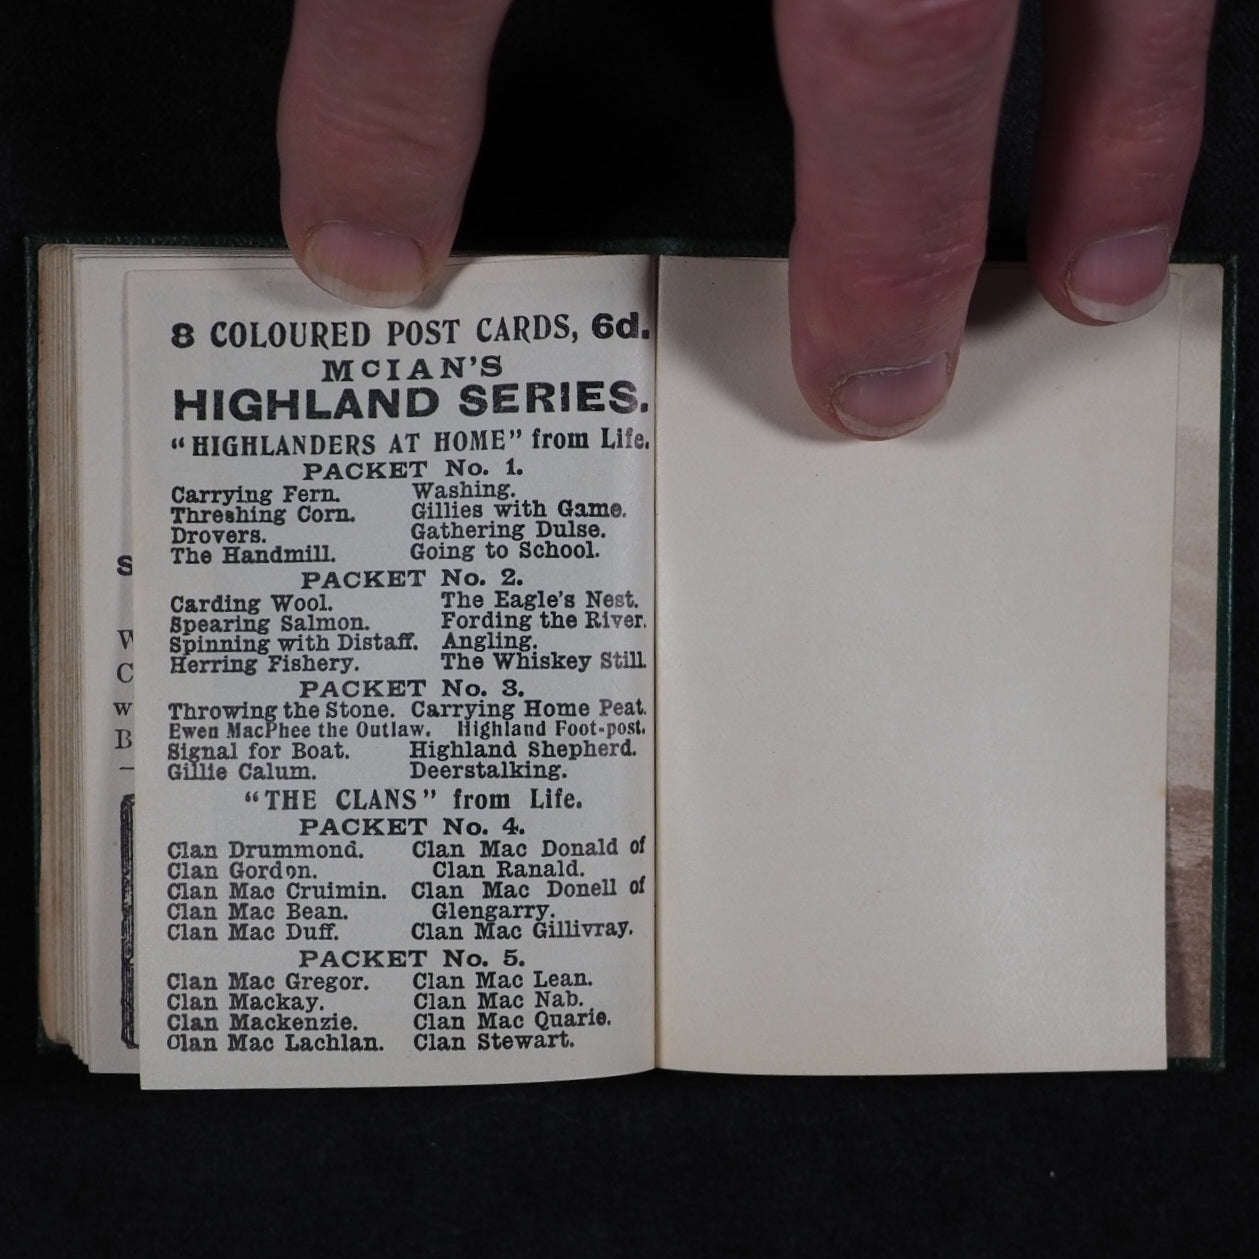 8 COLOURED POST CARDS, 6d.
MCIAN'S
HIGHLAND SERIES.
"HIGHLANDERS AT HOME" from Life.
PACKET No. 1.
Carrying Fern. Washing.
Threshing Corn. Gillies with Game.
Drovers. Gathering Dulse.
The Handmill. Going to School.
PACKET No. 2.
Carding Wool. The Eagle's Nest.
Spearing Salmon. Fording the River.
Spinning with Distaff. Angling.
Herring Fishery. The Whiskey Still.
PACKET No. 3.
Throwing the Stone. Carrying Home Peat.
Ewen MacPhee the Outlaw. Highland Foot-post.
Signal for Boat. Highland Shepherd.
Gillie Calum. Deerstalking.
"THE CLANS" from Life.
PACKET No. 4.
Clan Drummond. Clan Mac Donald of
Clan Gordon. Clan Ranald.
Clan Mac Cruimin. Clan Mac Donell of
Clan Mac Bean. Glengarry.
Clan Mac Duff. Clan Mac Gillivray.
PACKET No. 5.
Clan Mac Gregor. Clan Mac Lean.
Clan Mackay. Clan Mac Nab.
Clan Mackenzie. Clan Mac Quarie.
Clan Mac Lachlan. Clan Stewart.